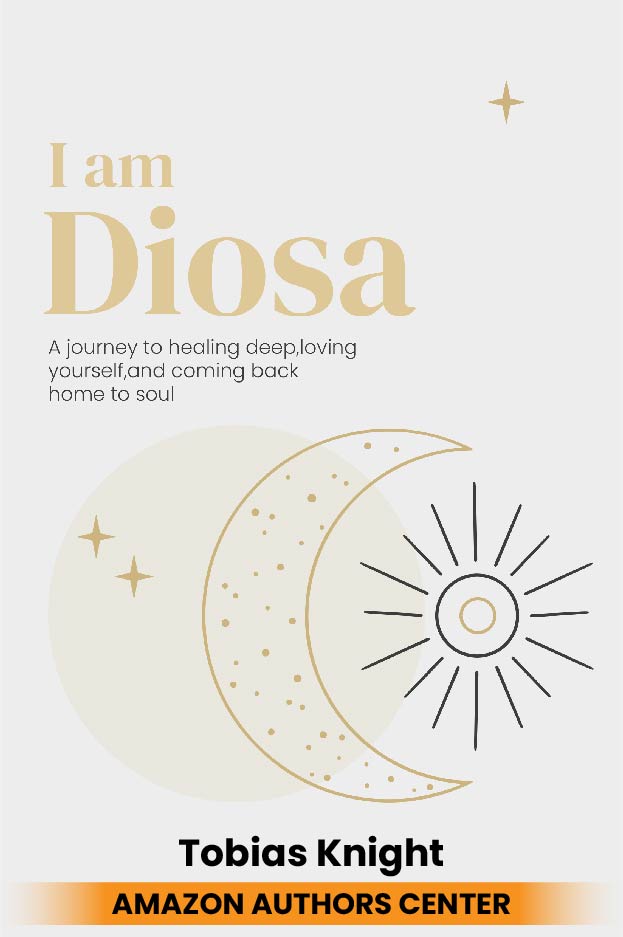 I am
Diosa
A journey to healing deep,loving
yourself,and coming back
home to soul
Tobias Knight
AMAZON AUTHORS CENTER